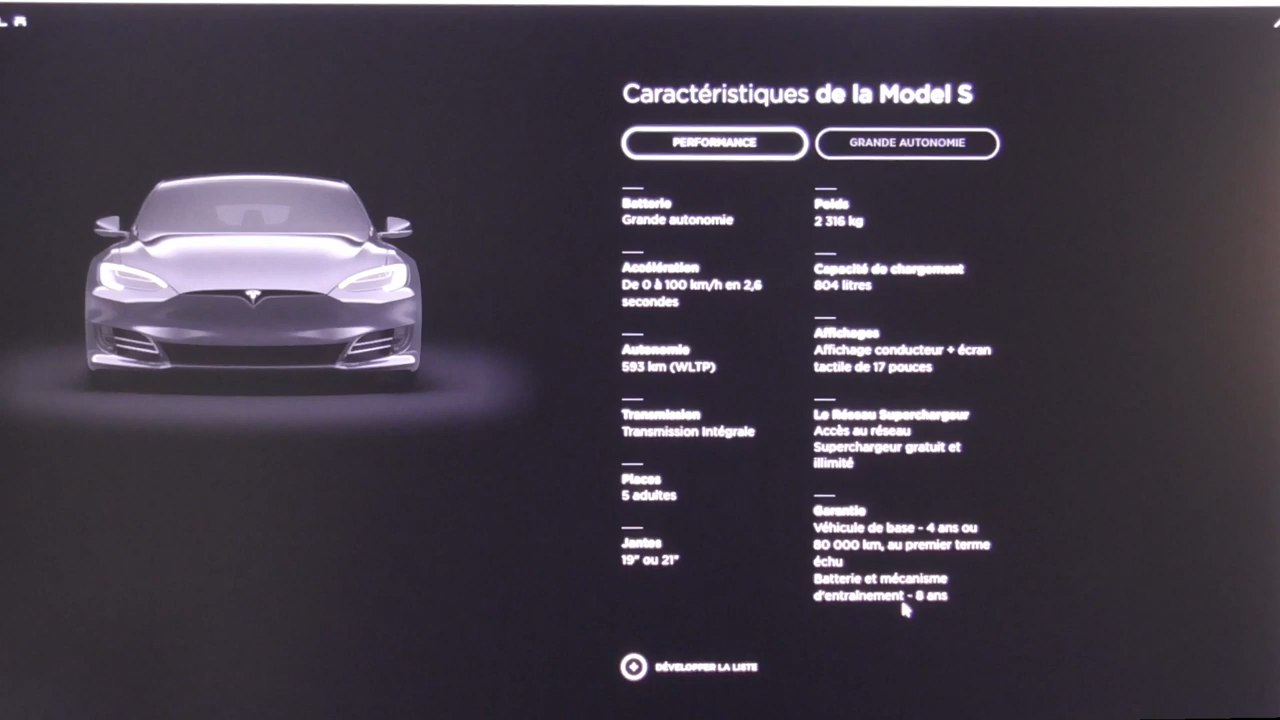 Caractéristiques de la Model S
PERFORMANCE
GRANDE AUTONOMIE
Batterie
Grande autonomie
Accélération
De 0 à 100 km/h en 2,6
secondes
Autonomie
593 km (WLTP)
Transmission
Transmission Intégrale
Places
5 adultes
Jantes
19" ou 21"
Poids
2 316 kg
Capacité de chargement
804 litres
Affichages
Affichage conducteur + écran
tactile de 17 pouces
Le Réseau Superchargeur
Accès au réseau
Superchargeur gratuit et
illimité
Garantie
Véhicule de base - 4 ans ou
80 000 km, au premier terme
échu
Batterie et mécanisme
d'entraînement - 8 ans
DÉVELOPPER LA LISTE